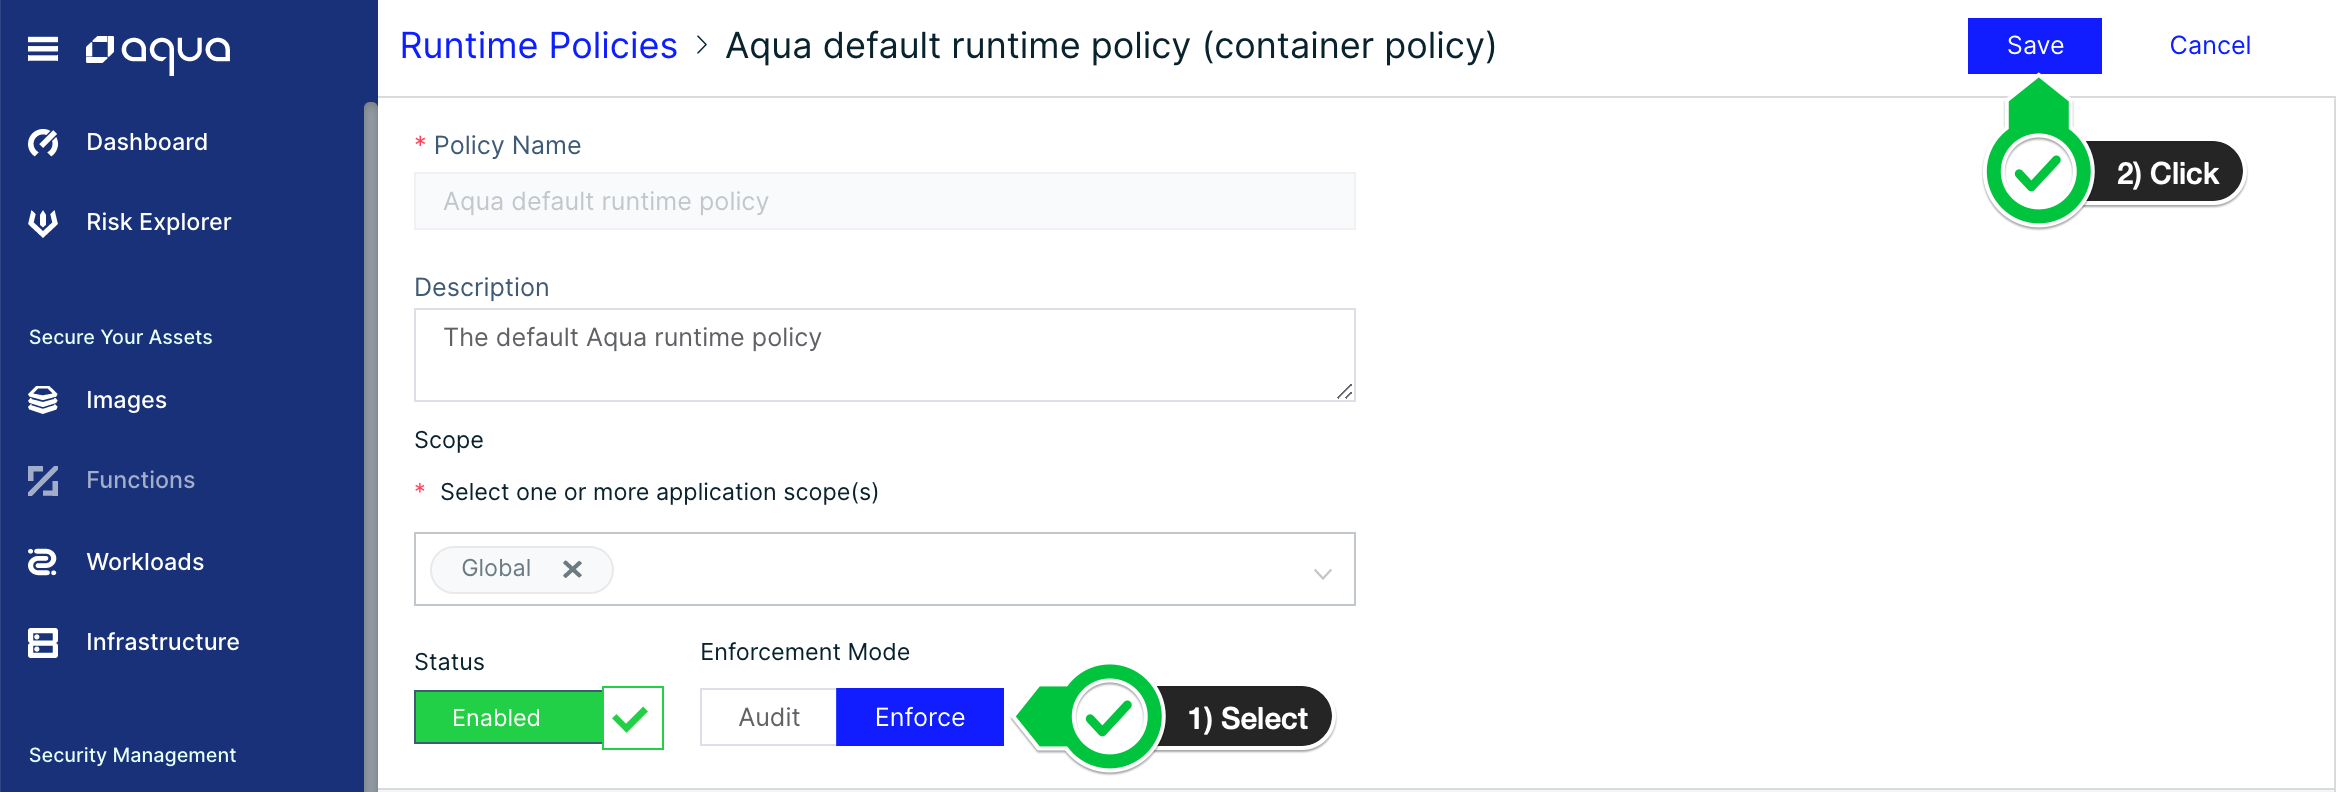 aqua
Dashboard
Risk Explorer
Secure Your Assets
Images
Functions
Workloads
Infrastructure
Security Management
Runtime Policies > Aqua default runtime policy (container policy)
Save
Cancel
2) Click
* Policy Name
Aqua default runtime policy
Description
The default Aqua runtime policy
Scope
* Select one or more application scope(s)
Global
Status
Enabled
Enforcement Mode
Audit
Enforce
1) Select